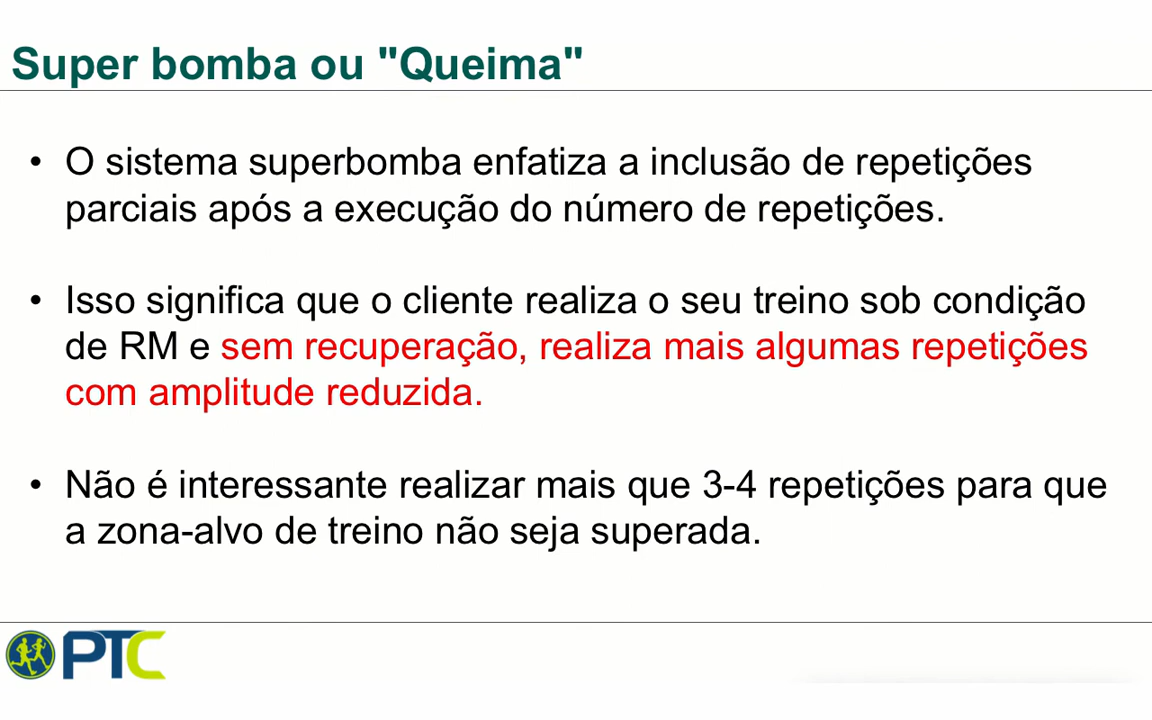 Super bomba ou "Queima"
• O sistema superbomba enfatiza a inclusão de repetições
parciais após a execução do número de repetições.
• Isso significa que o cliente realiza o seu treino sob condição
de RM e sem recuperação, realiza mais algumas repetições
com amplitude reduzida.
• Não é interessante realizar mais que 3-4 repetições para que
a zona-alvo de treino não seja superada.
PTC